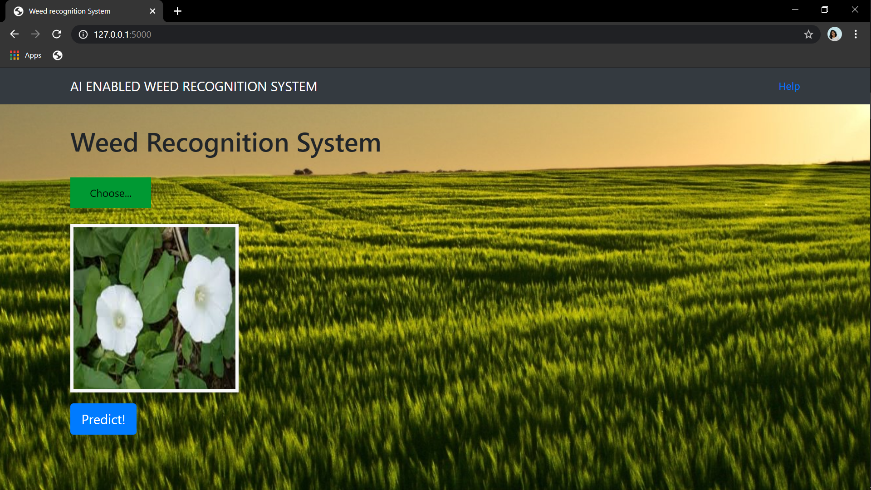 Weed recognition System
127.0.0.1:5000
Apps
AI ENABLED WEED RECOGNITION SYSTEM
Help
Weed Recognition System
Choose...
Predict!